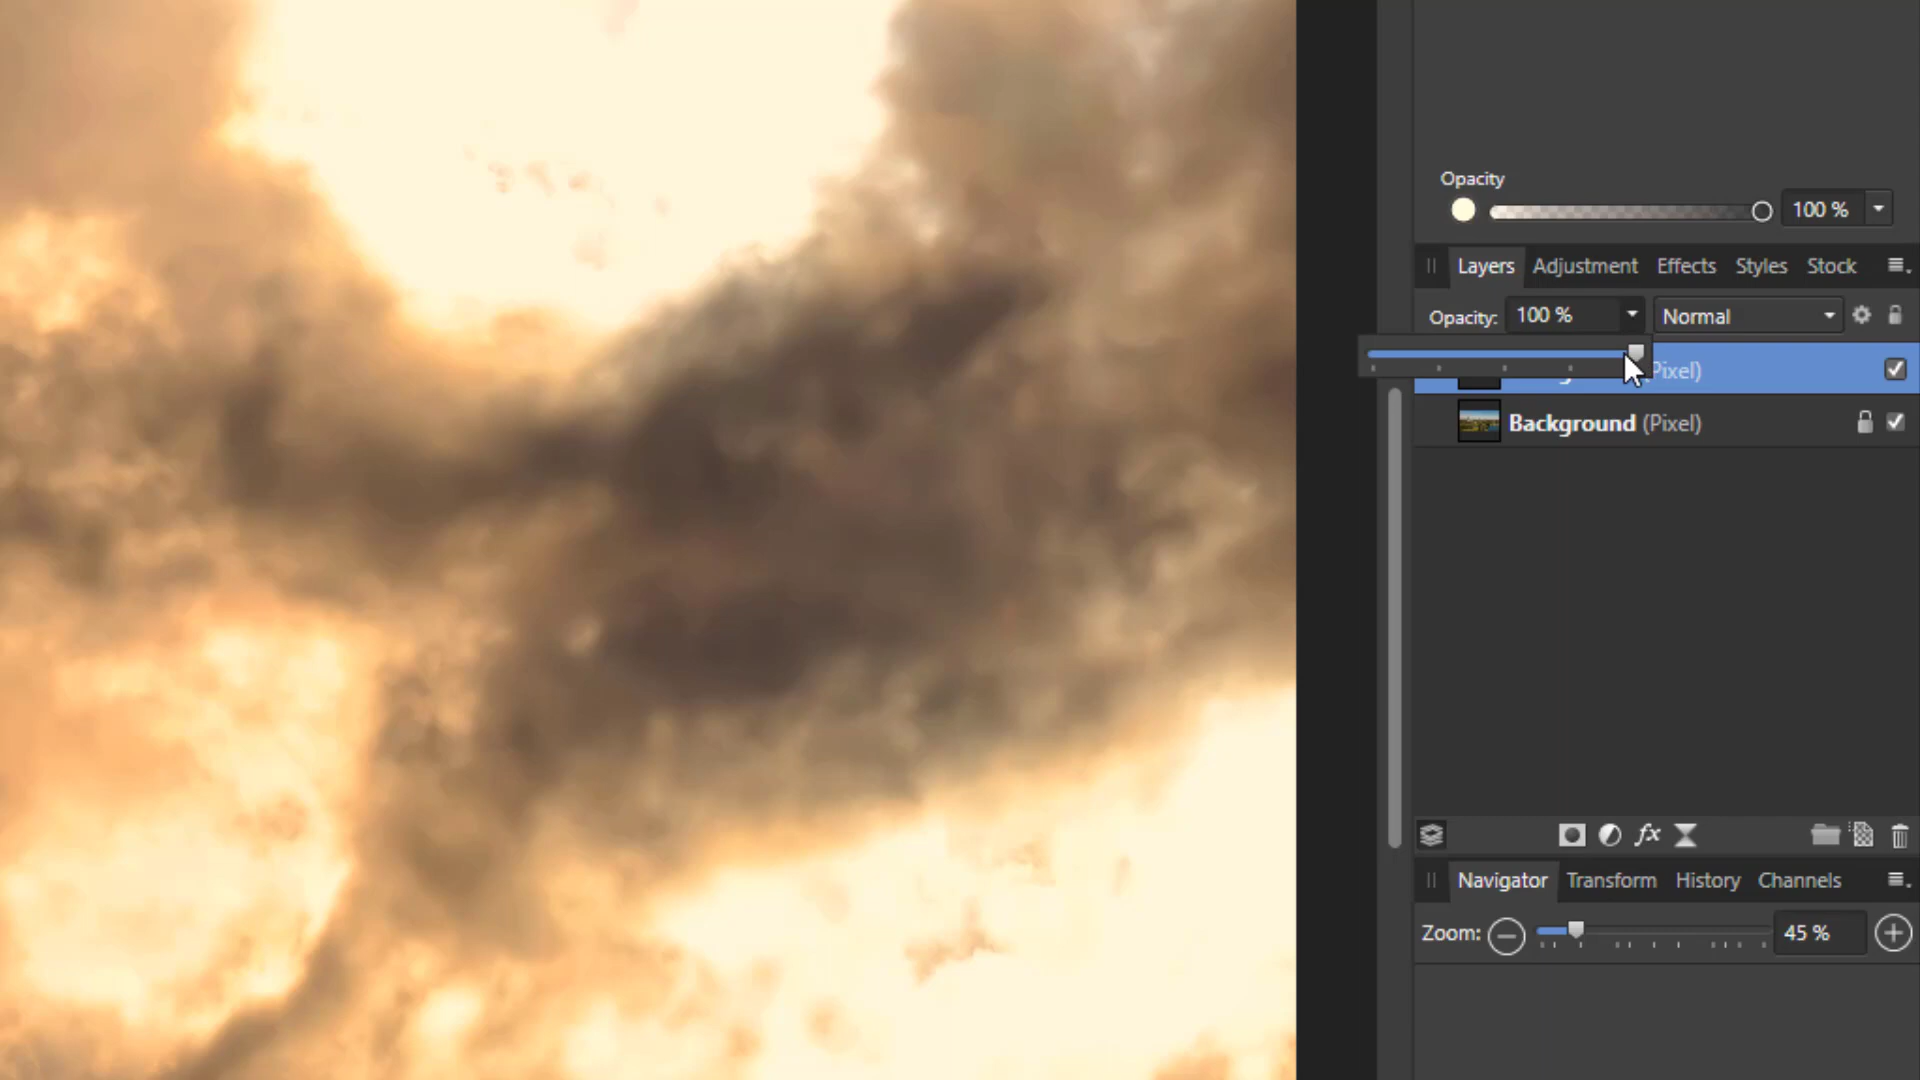 Opacity
100 %
Layers Adjustment Effects Styles Stock
Opacity: 100 % Normal
(Pixel)
Background (Pixel)
fx
Navigator Transform History Channels
Zoom: 45 %